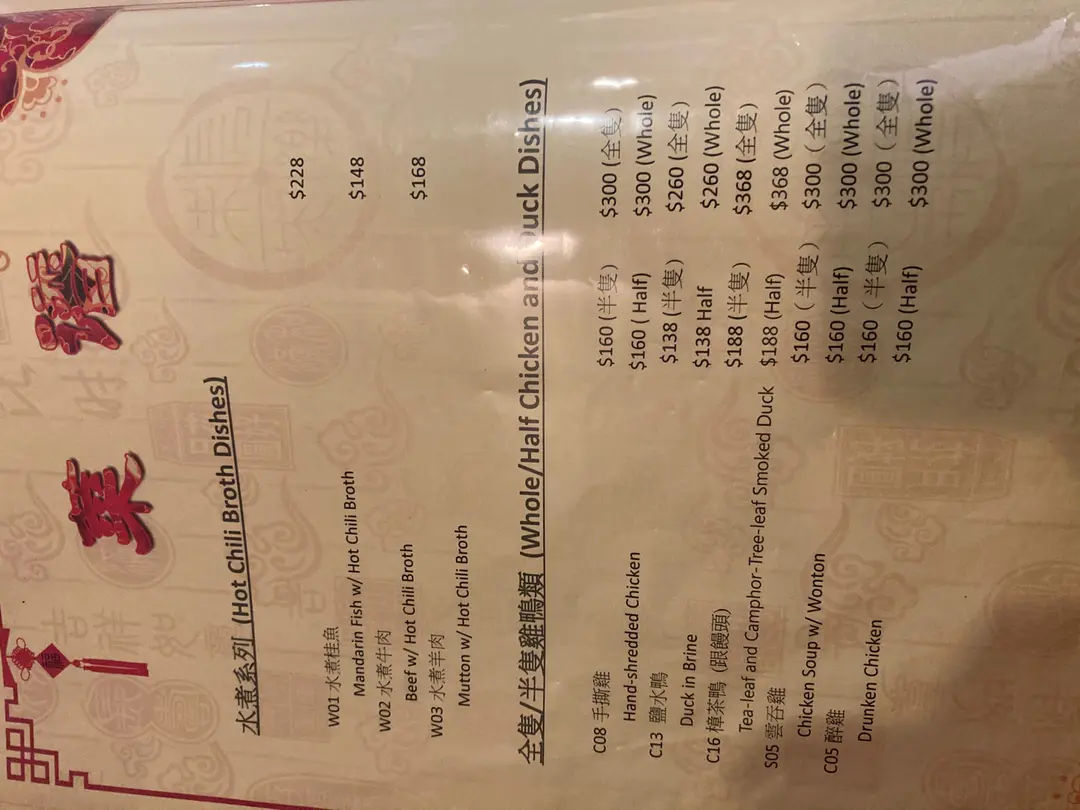 菜 譜
水煮系列 (Hot Chili Broth Dishes)
W01 水煮桂魚 $228
Mandarin Fish w/ Hot Chili Broth
W02 水煮牛肉 $148
Beef w/ Hot Chili Broth
W03 水煮羊肉 $168
Mutton w/ Hot Chili Broth
全隻/半隻雞鴨類 (Whole/Half Chicken and Duck Dishes)
C08 手撕雞 $160 (半隻) $300 (全隻)
Hand-shredded Chicken $160 ( Half) $300 (Whole)
C13 鹽水鴨 $138 (半隻) $260 (全隻)
Duck in Brine $138 Half $260 (Whole)
C16 樟茶鴨 (跟饅頭) $188 (半隻) $368 (全隻)
Tea-leaf and Camphor-Tree-leaf Smoked Duck $188 (Half) $368 (Whole)
S05 雲吞雞 $160 (半隻) $300 (全隻)
Chicken Soup w/ Wonton $160 (Half) $300 (Whole)
C05 醉雞 $160 (半隻) $300 (全隻)
Drunken Chicken $160 (Half) $300 (Whole)